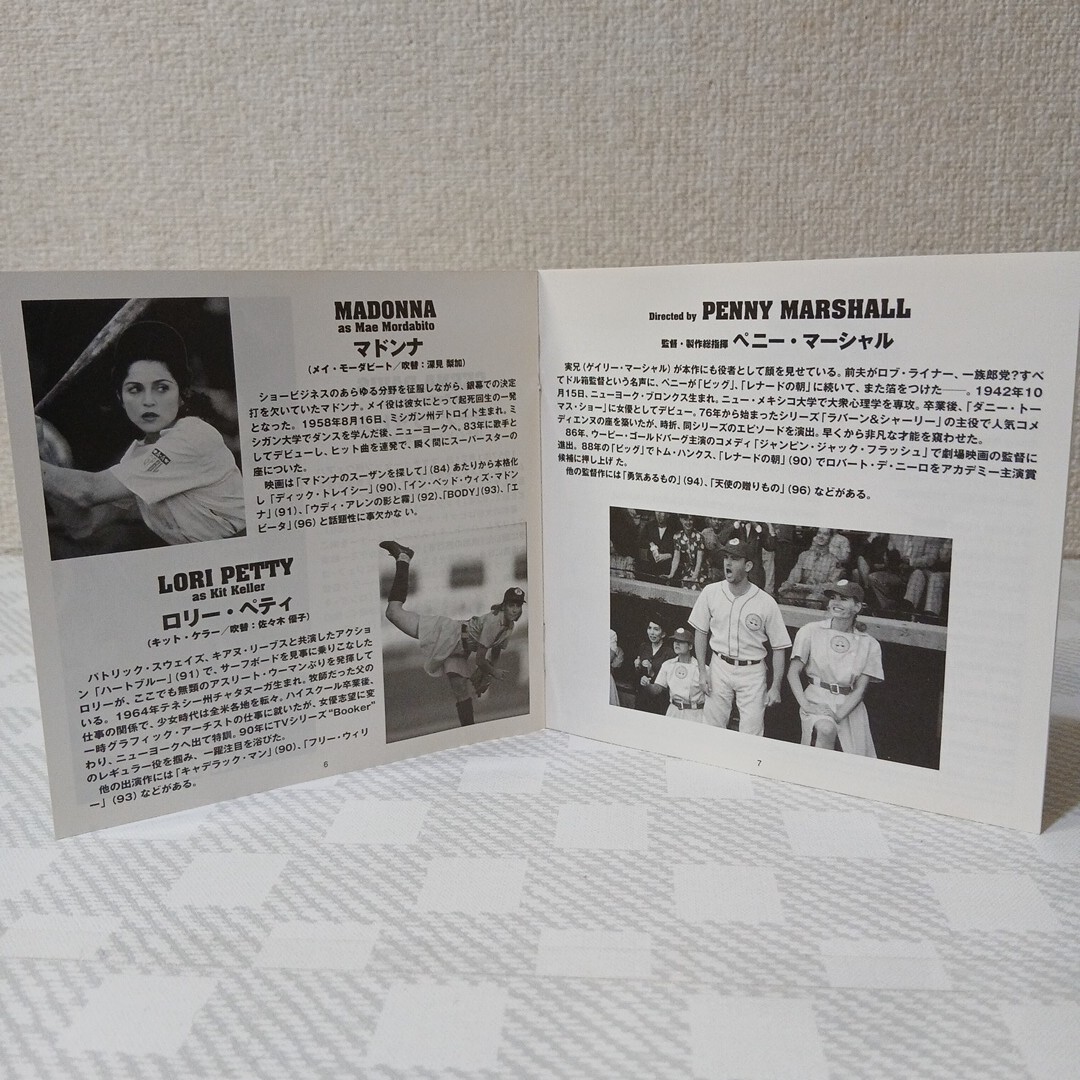 MADONNA
as Mae Mordabito
マドンナ
(メイ・モーダビート/吹替:深見 梨加)
ショービジネスのあらゆる分野を征服しながら、銀幕での決定
打を欠いていたマドンナ。メイ役は彼女にとって起死回生の一発
となった。1958年8月16日、ミシガン州デトロイト生まれ。ミ
シガン大学でダンスを学んだ後、ニューヨークへ。83年に歌手と
してデビューし、ヒット曲を連発で、瞬く間にスーパースターの
座についた。
映画は「マドンナのスーザンを探して」(84)あたりから本格化
し「ディック・トレイシー」(90)、「イン・ベッド・ウィズ・マドン
ナ」(91)、「ウディ・アレンの影と霧」(92)、「BODY」(93)、「エ
ビータ」(96)と話題性に事欠かな い。
LORI PETTY
as Kit Keller
ロリー・ペティ
(キット・ケラー/吹替:佐々木 優子)
パトリック・スウェイズ、キアヌ・リーブスと共演したアクショ
ン「ハートブルー」(91)で、サーフボードを見事に乗りこなした
ロリーが、ここでも無類のアスリート・ウーマンぶりを発揮して
いる。1964年テネシー州チャタヌーガ生まれ。牧師だった父の
仕事の関係で、少女時代は全米各地を転々。ハイスクール卒業後、
一時グラフィック・アーチストの仕事に就いたが、女優志望に変
わり、ニューヨークへ出て特訓。90年にTVシリーズ"Booker"
のレギュラー役を掴み、一躍注目を浴びた。
他の出演作には「キャデラック・マン」(90)、「フリー・ウィリ
ー」(93)などがある。
6
Directed by PENNY MARSHALL
監督・製作総指揮 ペニー・マーシャル
実兄(ゲイリー・マーシャル)が本作にも役者として顔を見せている。前夫がロブ・ライナー、一族郎党?すべ
てドル箱監督という名声に、ペニーが「ビッグ」、「レナードの朝」に続いて、また箔をつけた――。1942年10
月15日、ニューヨーク・ブロンクス生まれ。ニュー・メキシコ大学で大衆心理学を専攻。卒業後、「ダニー・トー
マス・ショー」に女優としてデビュー。76年から始まったシリーズ「ラバーン&シャーリー」の主役で人気コメ
ディエンヌの座を築いたが、時折、同シリーズのエピソードを演出。早くから非凡な才能を窺わせた。
86年、ウーピー・ゴールドバーグ主演のコメディ「ジャンピン・ジャック・フラッシュ」で劇場映画の監督に
進出。88年の「ビッグ」でトム・ハンクス、「レナードの朝」(90)でロバート・デ・ニーロをアカデミー主演賞
候補に押し上げ た。
他の監督作には「勇気あるもの」(94)、「天使の贈りもの」(96)などがある。
7